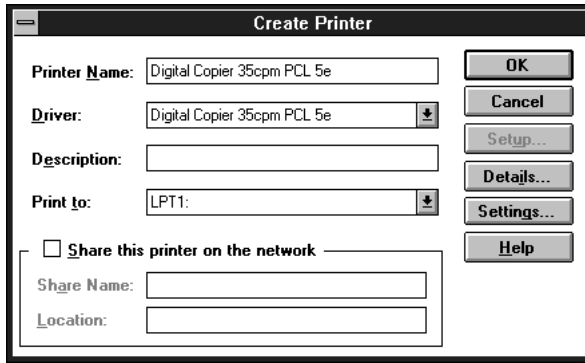 Create Printer
Printer Name: Digital Copier 35cpm PCL 5e
Driver: Digital Copier 35cpm PCL 5e
Description:
Print to: LPT1:
Share this printer on the network
Share Name:
Location:
OK
Cancel
Setup...
Details...
Settings...
Help